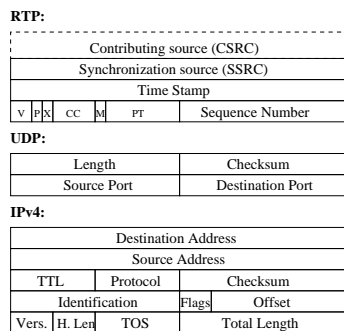 RTP:
Contributing source (CSRC)
Synchronization source (SSRC)
Time Stamp
V P X CC M PT Sequence Number
UDP:
Length Checksum
Source Port Destination Port
IPv4:
Destination Address
Source Address
TTL Protocol Checksum
Identification Flags Offset
Vers. H. Len TOS Total Length